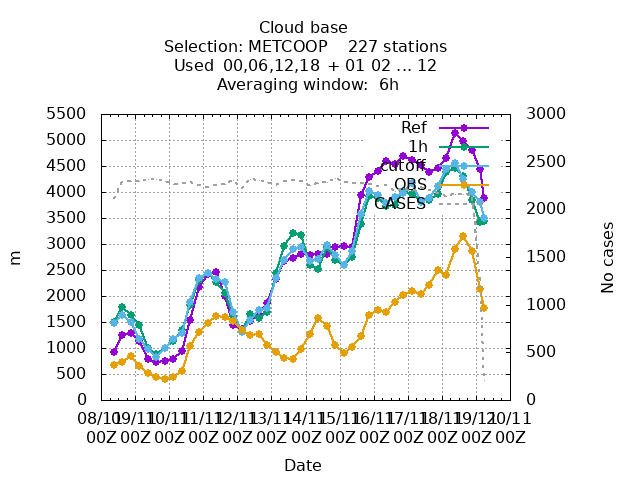 Cloud base
Selection: METCOOP 227 stations
Used 00,06,12,18 + 01 02 ... 12
Averaging window: 6h
5500 3000
5000
4500 2500
4000
3500 2000
3000
2500 1500
2000
1500 1000
1000
500 500
0 0
m
No cases
Ref
1h
cutoff
OBS
CASES
08/11 09/11 10/11 11/11 12/11 13/11 14/11 15/11 16/11 17/11 18/11 19/12 20/11
00Z 00Z 00Z 00Z 00Z 00Z 00Z 00Z 00Z 00Z 00Z 00Z 00Z
Date